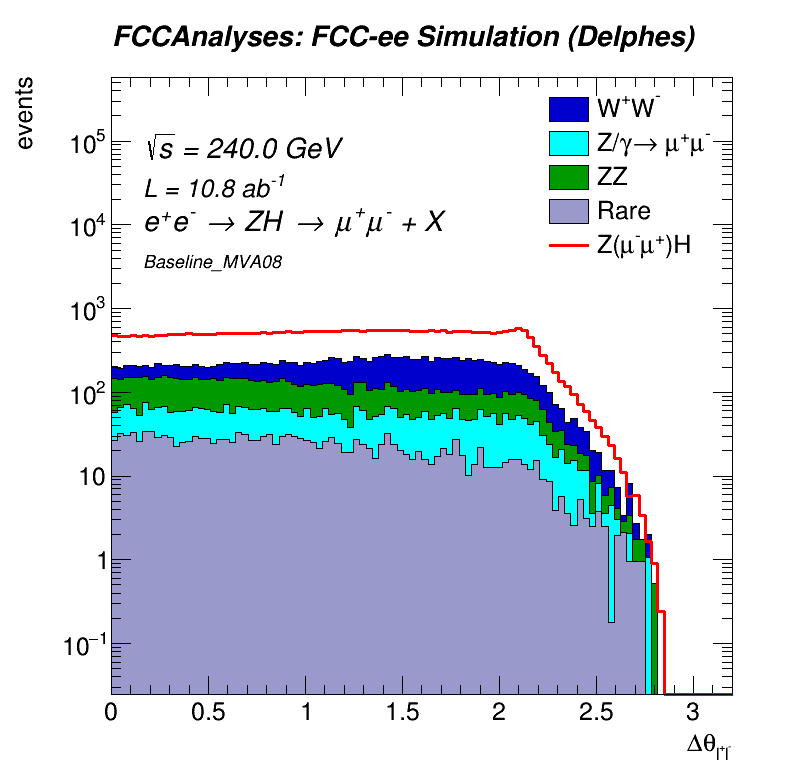 FCCAnalyses: FCC-ee Simulation (Delphes)
events
√s = 240.0 GeV
L = 10.8 ab⁻¹
e⁺e⁻ → ZH → μ⁺μ⁻ + X
Baseline_MVA08
W⁺W⁻
Z/γ→ μ⁺μ⁻
ZZ
Rare
Z(μ⁻μ⁺)H
10⁵
10⁴
10³
10²
10
1
10⁻¹
0 0.5 1 1.5 2 2.5 3
Δθ_{l⁺l⁻}